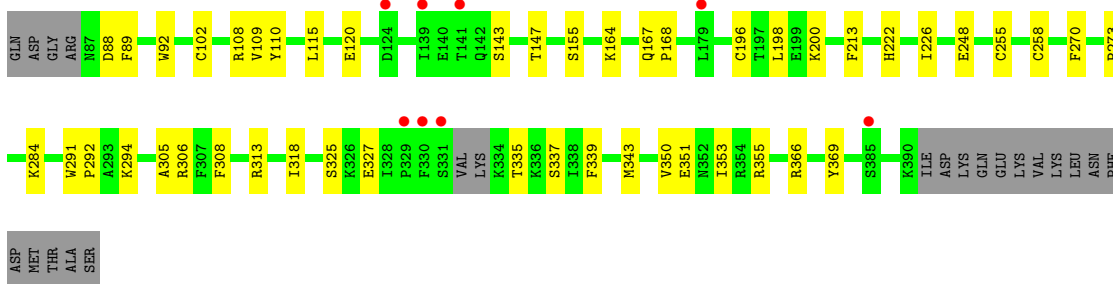 GLN ASP GLY ARG N87 D88 F89 W92 C102 R108 V109 Y110 L115 E120 D124 I139 E140 T141 Q142 S143 T147 S155 K164 Q167 P168 L179 C196 T197 L198 E199 K200 F213 H222 I226 E248 C255 C258 F270
K284 W291 P292 A293 K294 A305 R306 F307 F308 R313 I318 S325 K326 E327 I328 P329 F330 S331 VAL LYS K334 T335 K336 S337 I338 F339 M343 V350 E351 N352 I353 R354 R355 R366 Y369 S385 K390 ILE ASP LYS GLN GLU LYS VAL LYS LEU ASN
ASP MET THR ALA SER